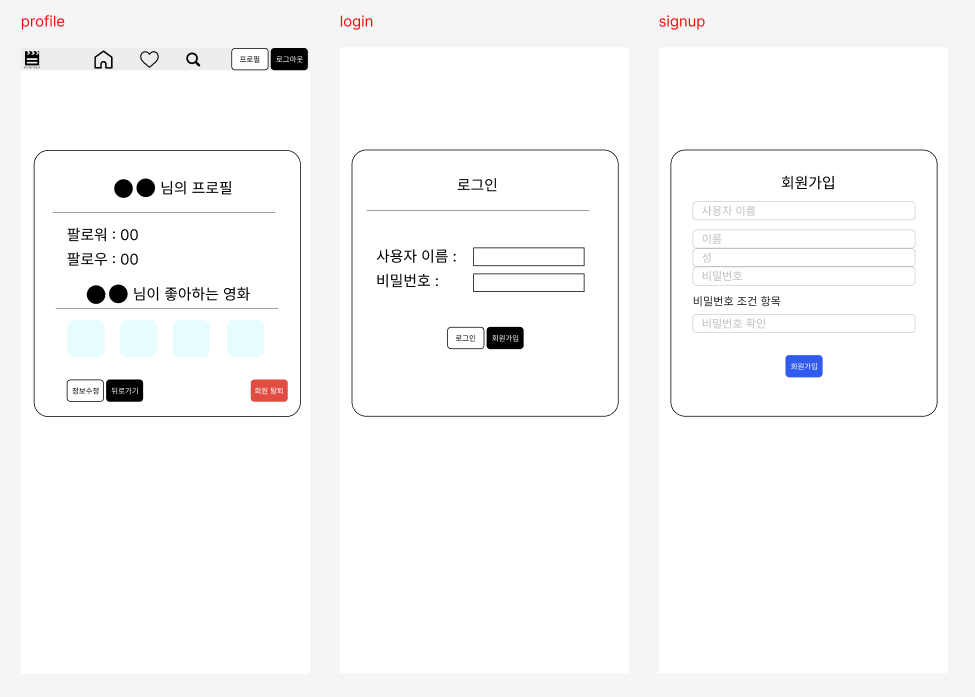 profile
프로필
로그아웃
●● 님의 프로필
팔로워 : 00
팔로우 : 00
●● 님이 좋아하는 영화
정보수정
뒤로가기
회원 탈퇴
login
로그인
사용자 이름 :
비밀번호 :
로그인
회원가입
signup
회원가입
사용자 이름
이름
성
비밀번호
비밀번호 조건 항목
비밀번호 확인
회원가입